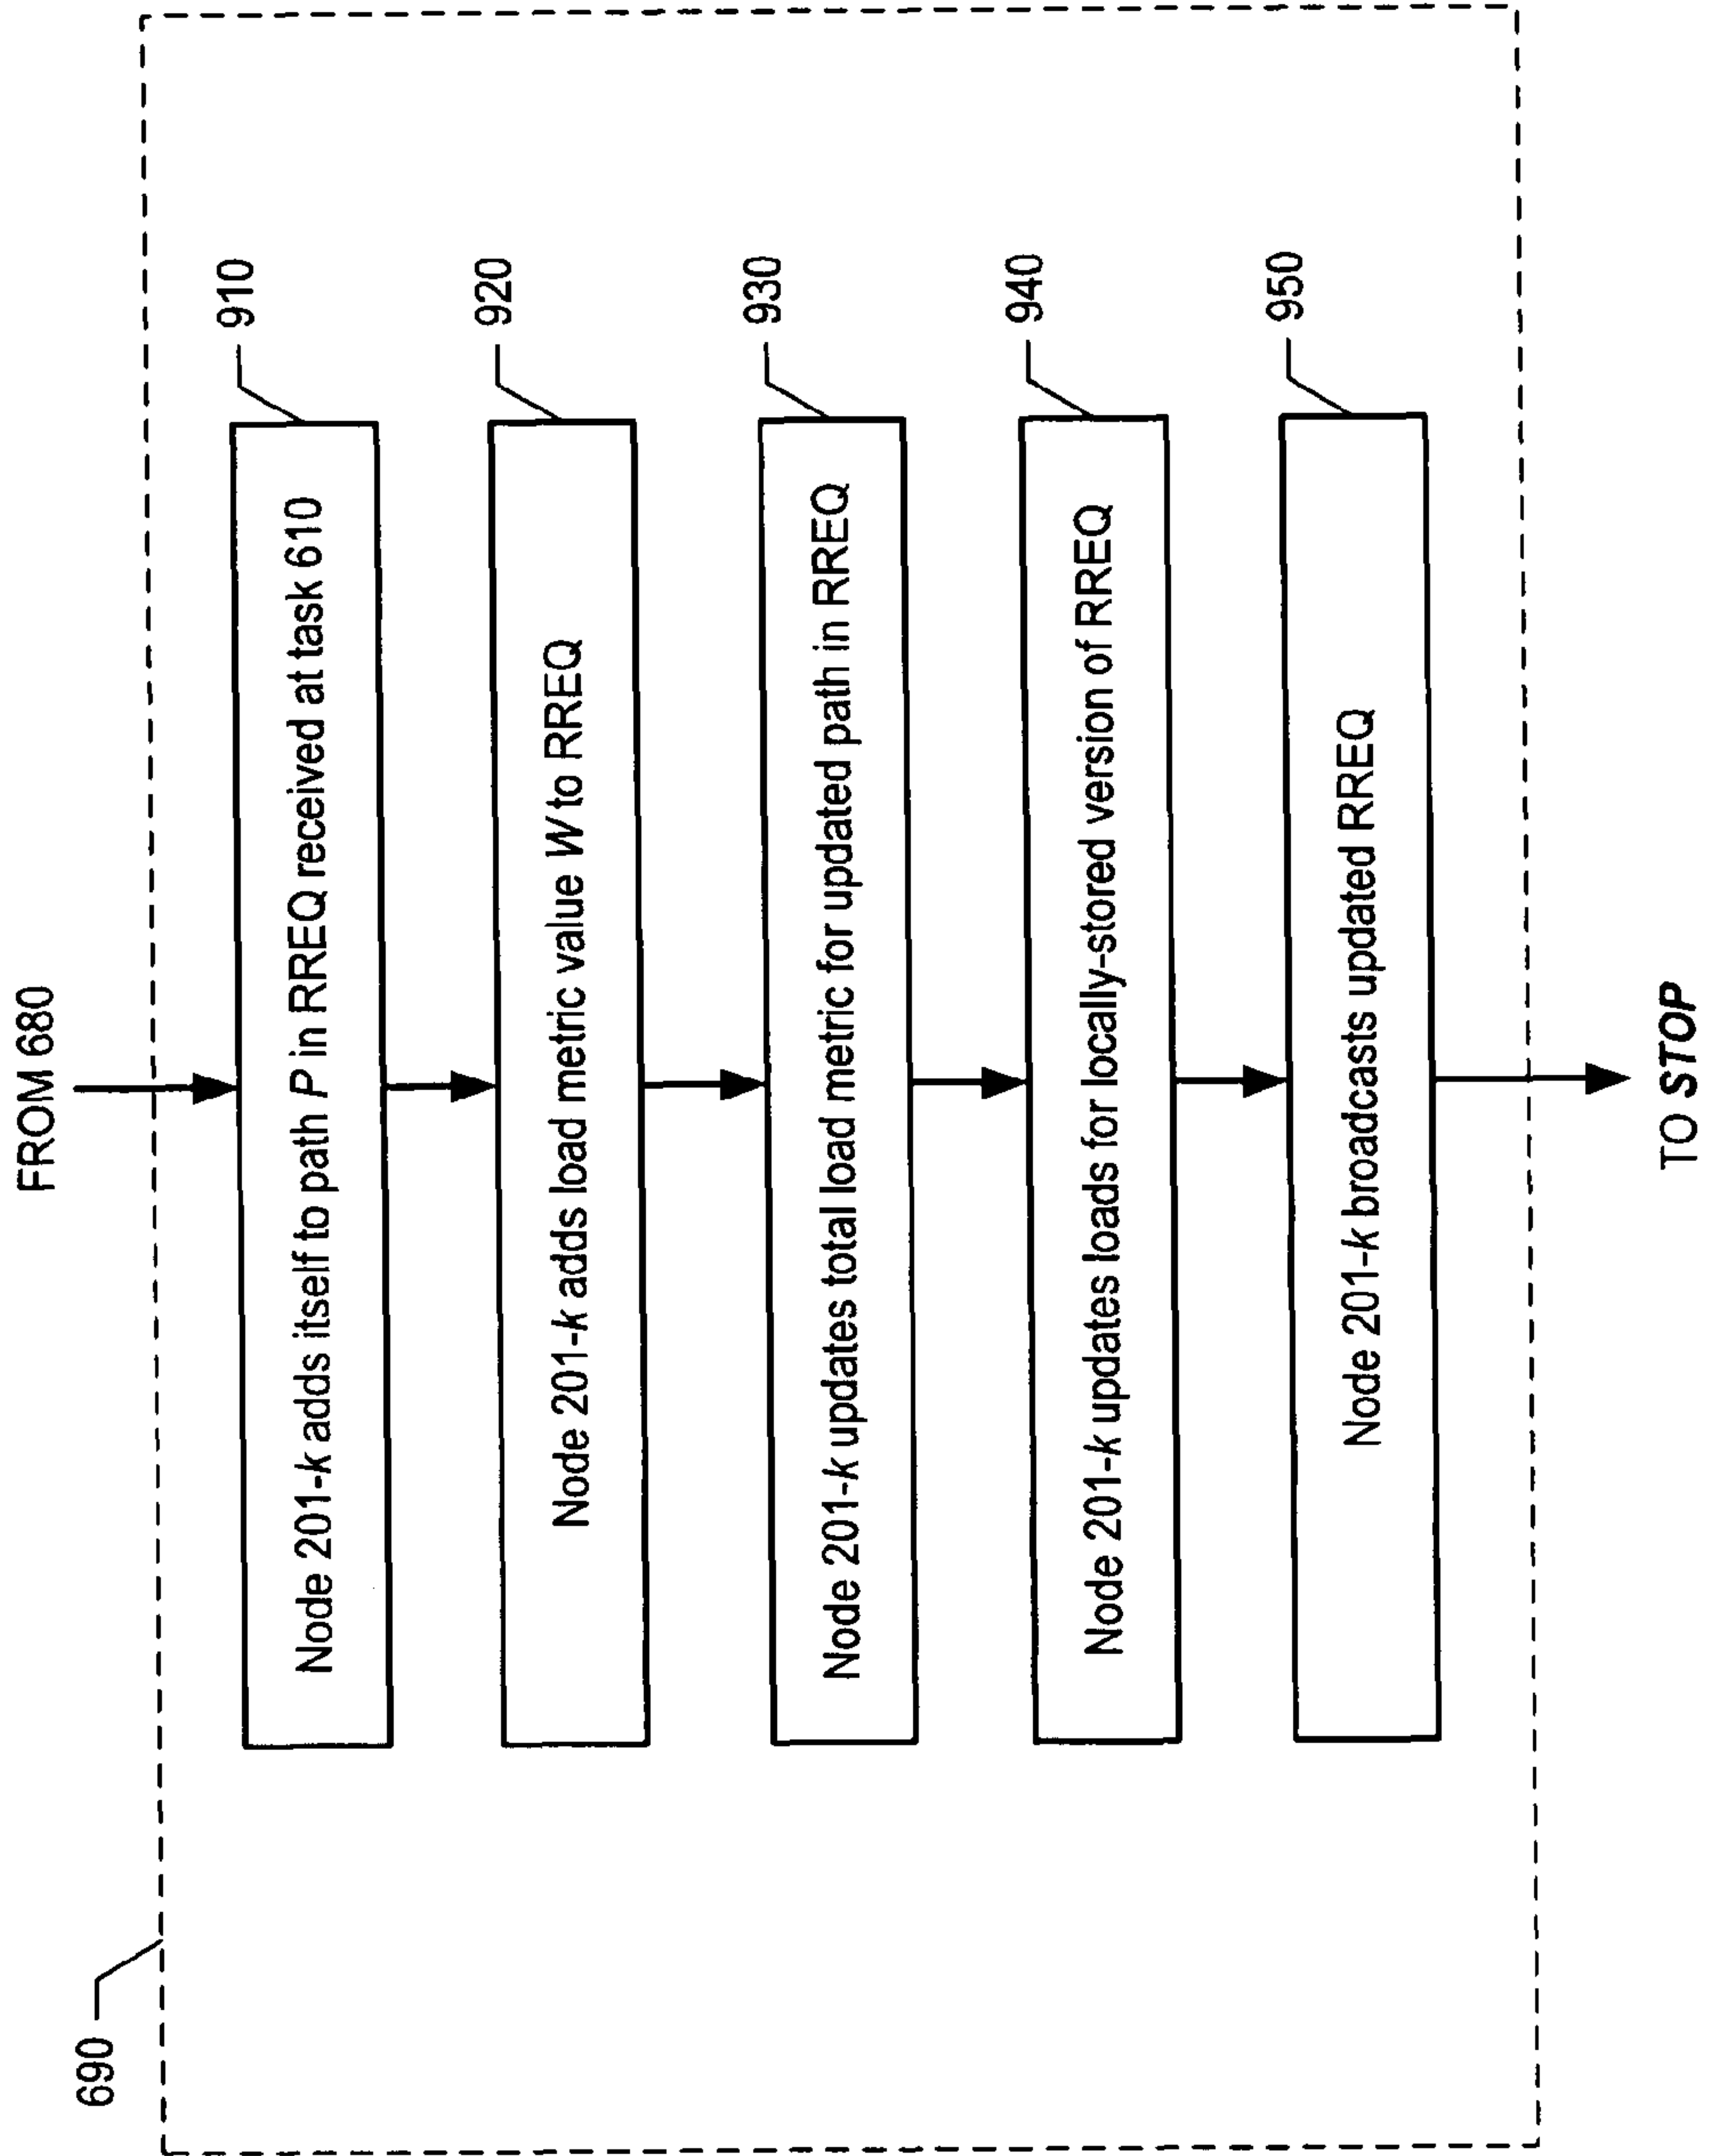 FROM 680
690
910
Node 201-k adds itself to path P in RREQ received at task 610
920
Node 201-k adds load metric value W to RREQ
930
Node 201-k updates total load metric for updated path in RREQ
940
Node 201-k updates loads for locally-stored version of RREQ
950
Node 201-k broadcasts updated RREQ
TO STOP